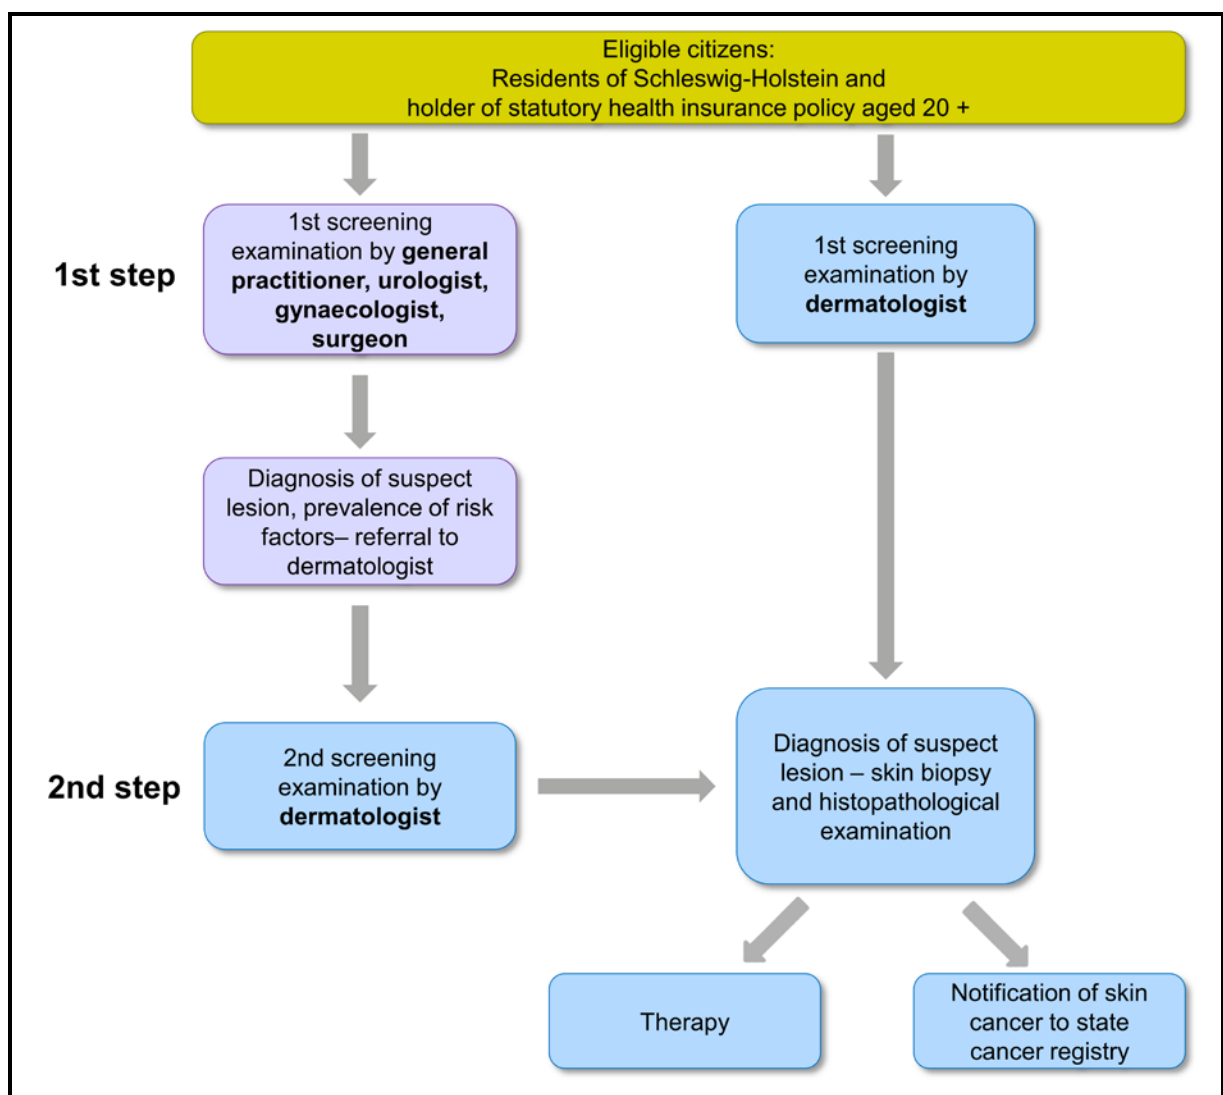 Eligible citizens:
Residents of Schleswig-Holstein and
holder of statutory health insurance policy aged 20 +
1st step
1st screening
examination by general
practitioner, urologist,
gynaecologist,
surgeon
1st screening
examination by
dermatologist
Diagnosis of suspect
lesion, prevalence of risk
factors– referral to
dermatologist
2nd step
2nd screening
examination by
dermatologist
Diagnosis of suspect
lesion – skin biopsy
and histopathological
examination
Therapy
Notification of skin
cancer to state
cancer registry